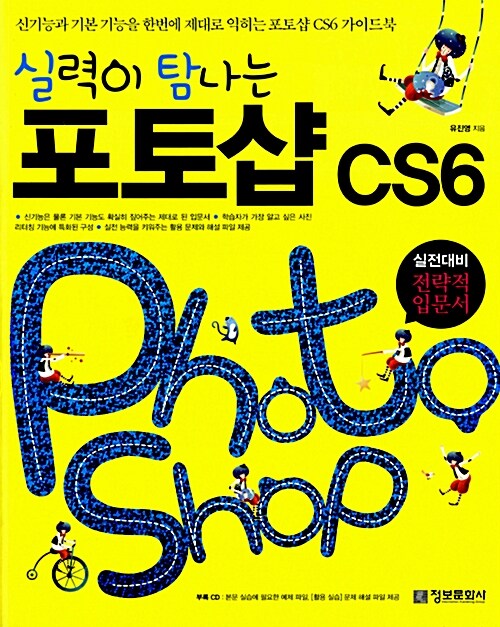 신기능과 기본 기능을 한번에 제대로 익히는 포토샵 CS6 가이드북
실력이 탐나는
유진영 지음
포토샵 CS6
● 신기능은 물론 기본 기능도 확실히 짚어주는 제대로 된 입문서 ● 학습자가 가장 알고 싶은 사진
리터칭 기능에 특화된 구성 ● 실전 능력을 키워주는 활용 문제와 해설 파일 제공
실전대비
전략적
입문서
Photo
Shop
부록 CD : 본문 실습에 필요한 예제 파일, [활용 실습] 문제 해설 파일 제공
정보문화사